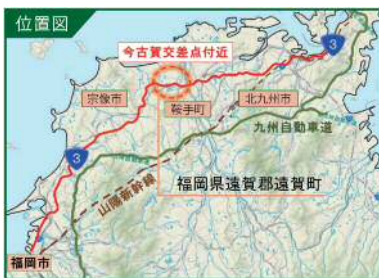 位置図
今古賀交差点付近
3
宗像市
鞍手町
北九州市
九州自動車道
3
福岡県遠賀郡遠賀町
山陽新幹線
福岡市